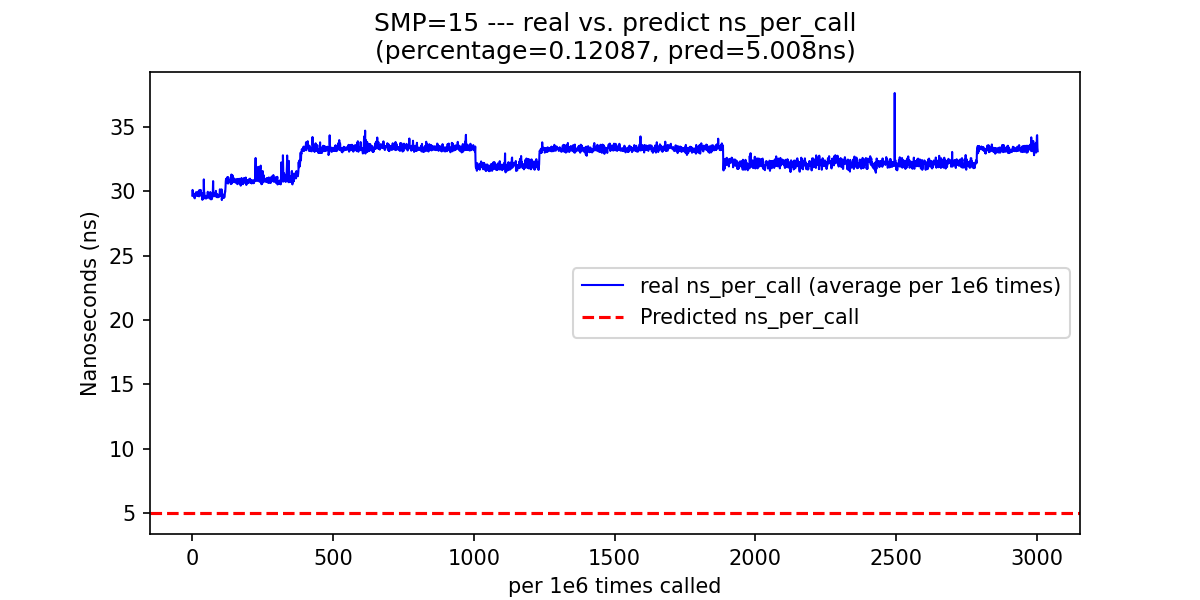 SMP=15 --- real vs. predict ns_per_call
(percentage=0.12087, pred=5.008ns)
35
30
25
20
15
10
5
Nanoseconds (ns)
real ns_per_call (average per 1e6 times)
Predicted ns_per_call
0
500
1000
1500
2000
2500
3000
per 1e6 times called